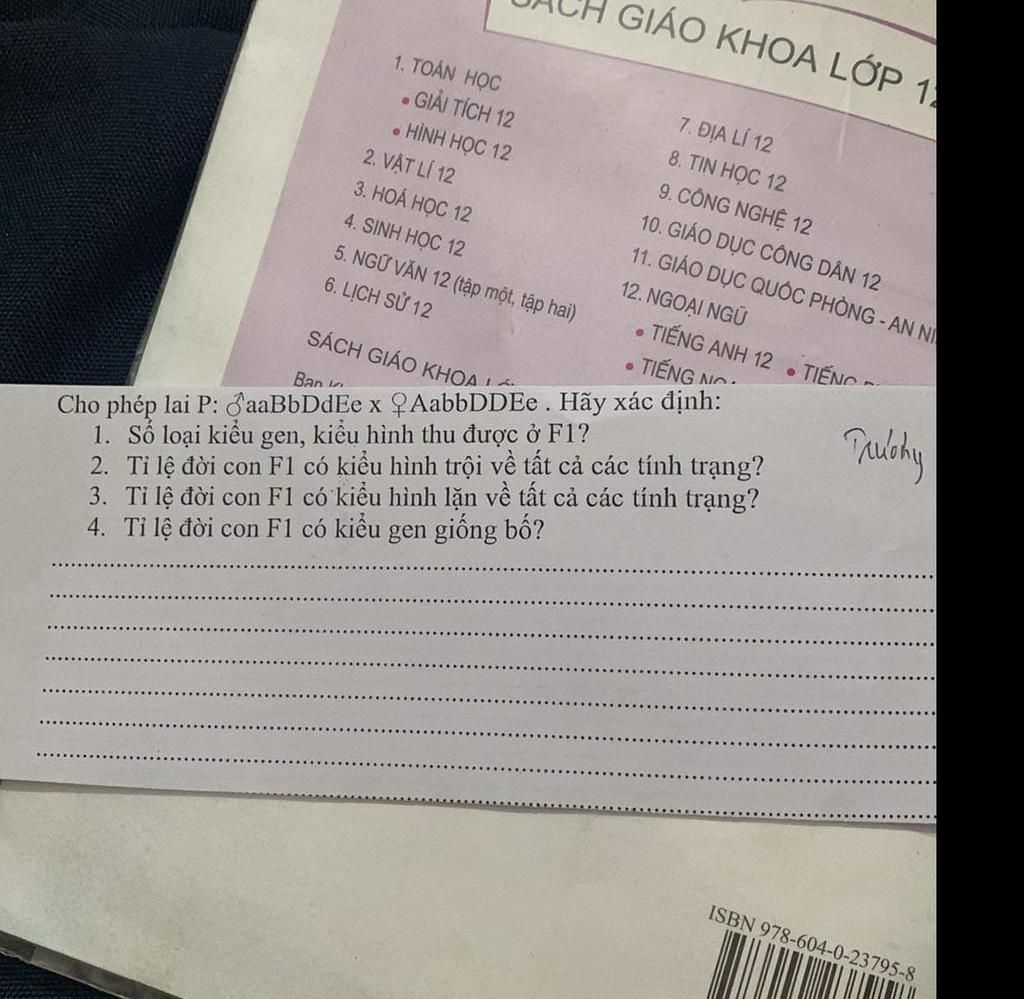 SÁCH GIÁO KHOA LỚP 12
1. TOÁN HỌC
• GIẢI TÍCH 12
• HÌNH HỌC 12
2. VẬT LÍ 12
3. HOÁ HỌC 12
4. SINH HỌC 12
5. NGỮ VĂN 12 (tập một, tập hai)
6. LỊCH SỬ 12
7. ĐỊA LÍ 12
8. TIN HỌC 12
9. CÔNG NGHỆ 12
10. GIÁO DỤC CÔNG DÂN 12
11. GIÁO DỤC QUỐC PHÒNG - AN NI
12. NGOẠI NGỮ
• TIẾNG ANH 12 • TIẾNG
• TIẾNG
SÁCH GIÁO KHOA
Ban
Cho phép lai P: ♂aaBbDdEe x ♀AabbDDEe . Hãy xác định:
1. Số loại kiểu gen, kiểu hình thu được ở F1?
2. Tỉ lệ đời con F1 có kiểu hình trội về tất cả các tính trạng?
3. Tỉ lệ đời con F1 có kiểu hình lặn về tất cả các tính trạng?
4. Tỉ lệ đời con F1 có kiểu gen giống bố?
ISBN 978-604-0-23795-8